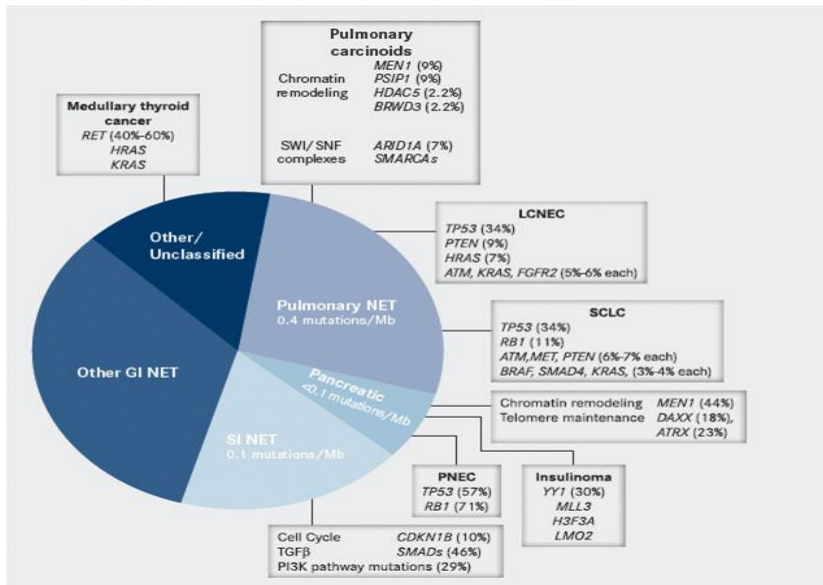 Pulmonary
carcinoids
Chromatin remodeling
MEN1 (9%)
PSIP1 (9%)
HDAC5 (2.2%)
BRWD3 (2.2%)
SWI/ SNF complexes
ARID1A (7%)
SMARCAs
Medullary thyroid
cancer
RET (40%-60%)
HRAS
KRAS
Other/
Unclassified
Pulmonary NET
0.4 mutations/Mb
Other GI NET
Pancreatic
<0.1 mutations/Mb
SI NET
0.1 mutations/Mb
LCNEC
TP53 (34%)
PTEN (9%)
HRAS (7%)
ATM, KRAS, FGFR2 (5%-6% each)
SCLC
TP53 (34%)
RB1 (11%)
ATM,MET, PTEN (6%-7% each)
BRAF, SMAD4, KRAS, (3%-4% each)
Chromatin remodeling MEN1 (44%)
Telomere maintenance DAXX (18%),
ATRX (23%)
PNEC
TP53 (57%)
RB1 (71%)
Insulinoma
YY1 (30%)
MLL3
H3F3A
LMO2
Cell Cycle CDKN1B (10%)
TGFβ SMADs (46%)
PI3K pathway mutations (29%)